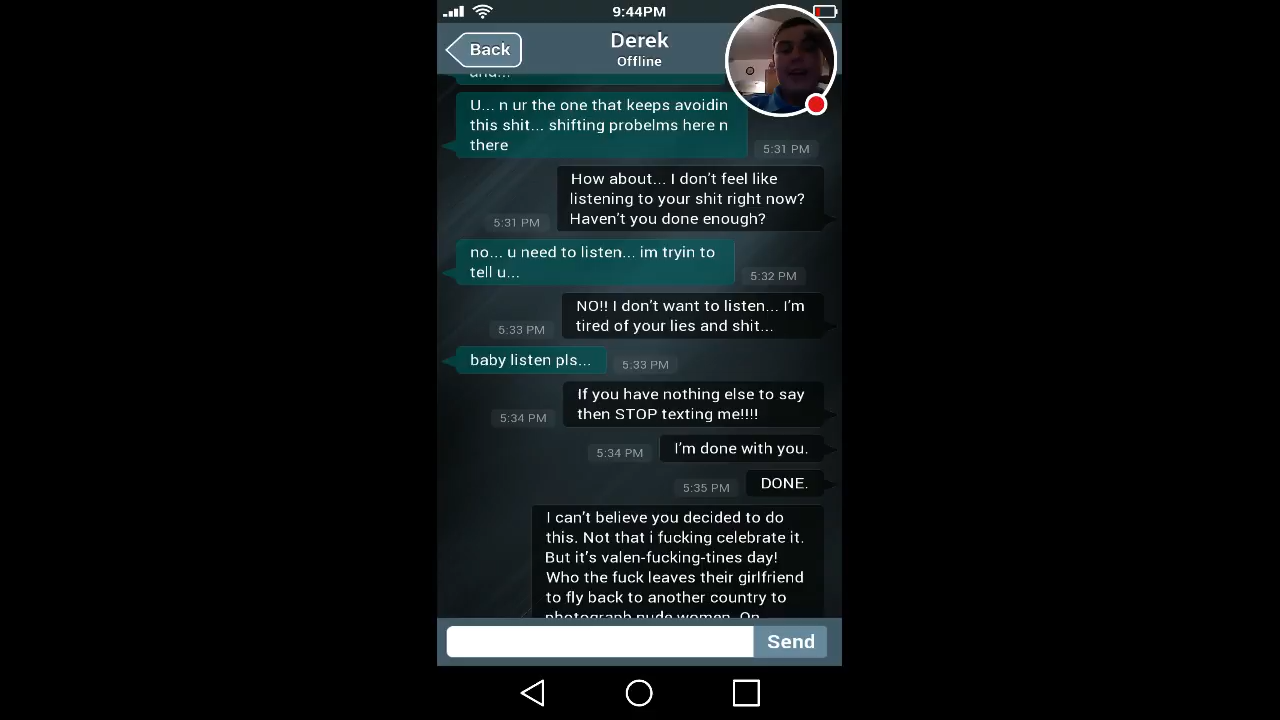 9:44PM
Back
Derek
Offline
and...
U... n ur the one that keeps avoidin
this shit... shifting probelms here n
there
5:31 PM
How about... I don't feel like
listening to your shit right now?
Haven't you done enough?
5:31 PM
no... u need to listen... im tryin to
tell u...
5:32 PM
NO!! I don't want to listen... I'm
tired of your lies and shit...
5:33 PM
baby listen pls...
5:33 PM
If you have nothing else to say
then STOP texting me!!!!
5:34 PM
I'm done with you.
5:34 PM
DONE.
5:35 PM
I can't believe you decided to do
this. Not that i fucking celebrate it.
But it's valen-fucking-tines day!
Who the fuck leaves their girlfriend
to fly back to another country to
photograph nude women. On
Send